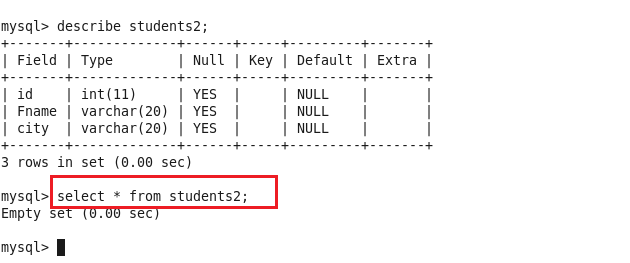 mysql> describe students2;
+-------+-------------+------+-----+---------+-------+
| Field | Type        | Null | Key | Default | Extra |
+-------+-------------+------+-----+---------+-------+
| id    | int(11)     | YES  |     | NULL    |       |
| Fname | varchar(20) | YES  |     | NULL    |       |
| city  | varchar(20) | YES  |     | NULL    |       |
+-------+-------------+------+-----+---------+-------+
3 rows in set (0.00 sec)
mysql> select * from students2;
Empty set (0.00 sec)
mysql>